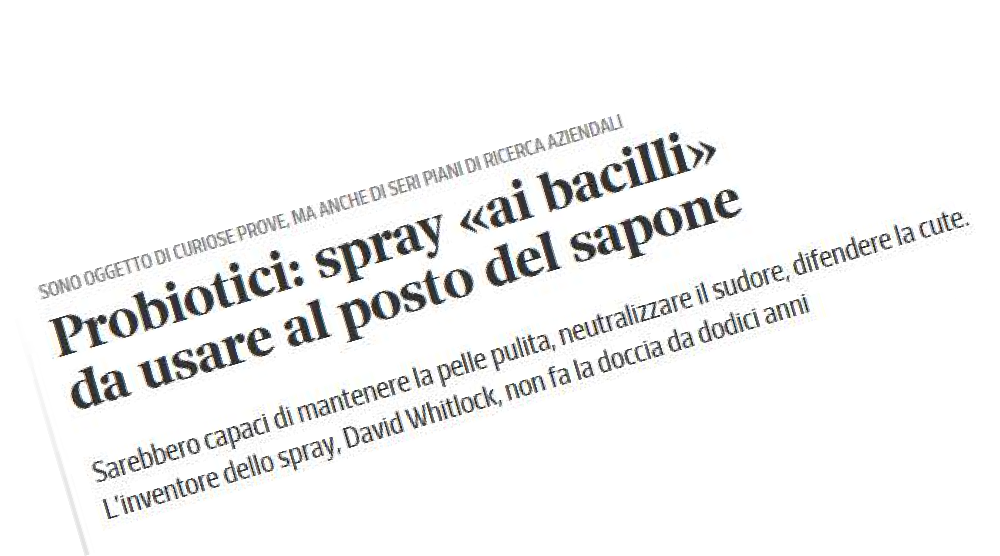 SONO OGGETTO DI CURIOSE PROVE, MA ANCHE DI SERI PIANI DI RICERCA AZIENDALI
Probiotici: spray «ai bacilli»
da usare al posto del sapone
Sarebbero capaci di mantenere la pelle pulita, neutralizzare il sudore, difendere la cute.
L'inventore dello spray, David Whitlock, non fa la doccia da dodici anni